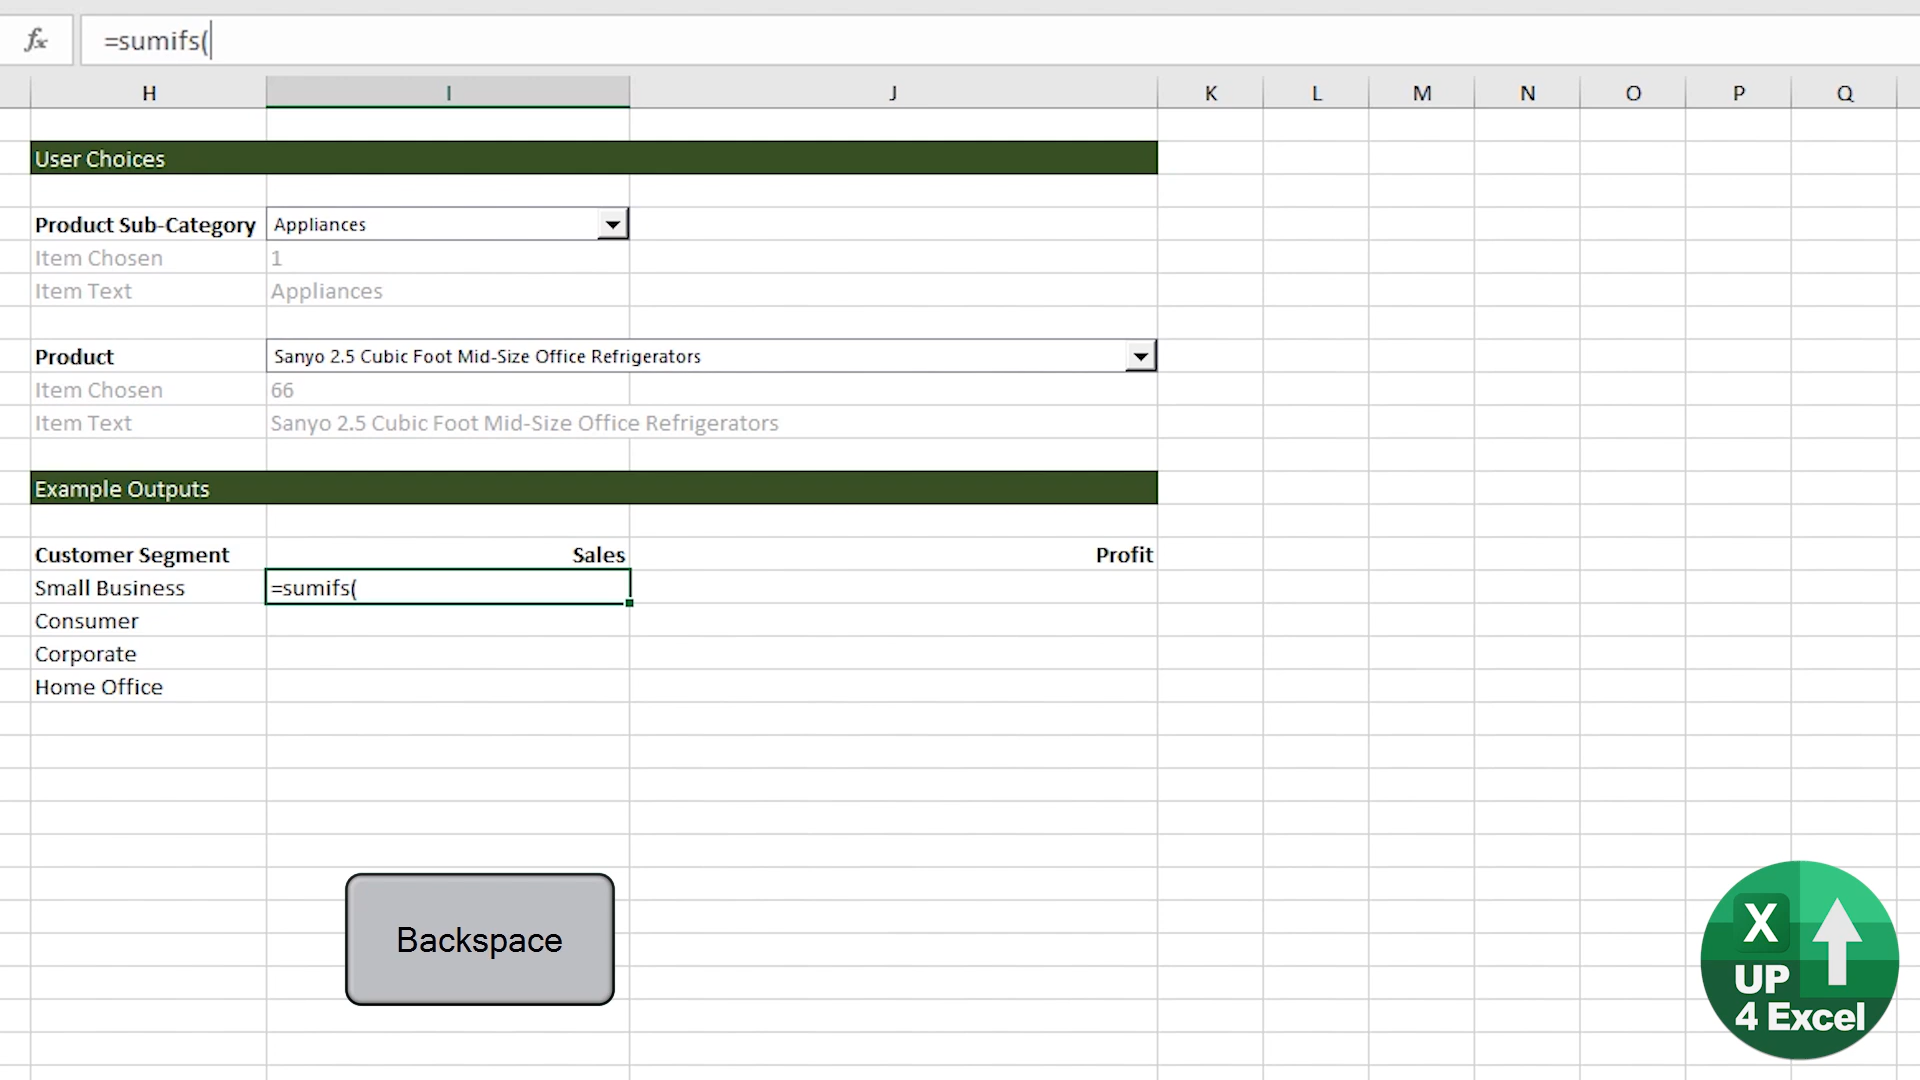 fx =sumifs(
H I J K L M N O P Q
User Choices
Product Sub-Category Appliances
Item Chosen 1
Item Text Appliances
Product Sanyo 2.5 Cubic Foot Mid-Size Office Refrigerators
Item Chosen 66
Item Text Sanyo 2.5 Cubic Foot Mid-Size Office Refrigerators
Example Outputs
Customer Segment Sales Profit
Small Business =sumifs(
Consumer
Corporate
Home Office
Backspace
X
UP
4 Excel